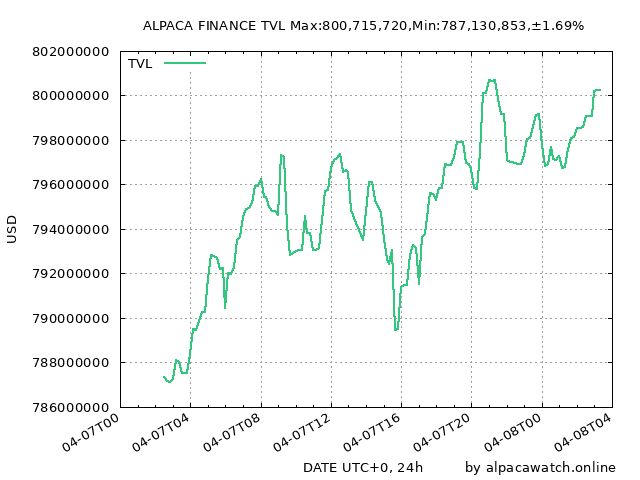 ALPACA FINANCE TVL Max:800,715,720,Min:787,130,853,±1.69%
TVL
802000000
800000000
798000000
796000000
794000000
792000000
790000000
788000000
786000000
USD
04-07T00
04-07T04
04-07T08
04-07T12
04-07T16
04-07T20
04-08T00
04-08T04
DATE UTC+0, 24h
by alpacawatch.online